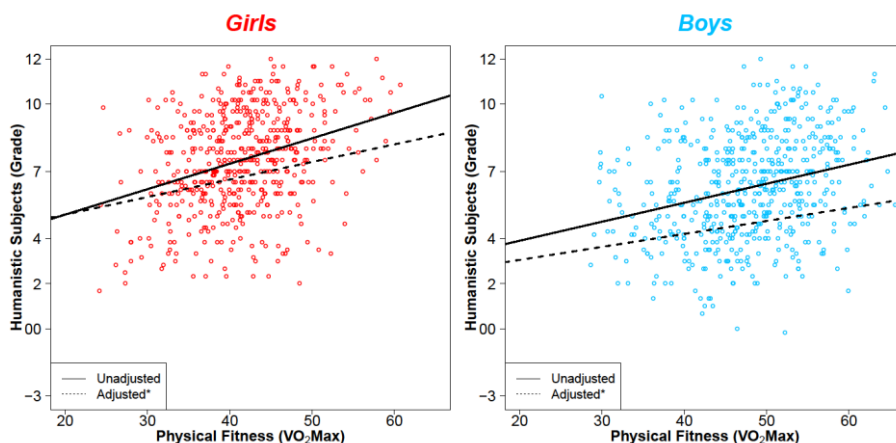 Girls
Humanistic Subjects (Grade)
12
10
7
4
2
00
−3
Unadjusted
Adjusted*
20 30 40 50 60
Physical Fitness (VO₂Max)
Boys
Humanistic Subjects (Grade)
12
10
7
4
2
00
−3
Unadjusted
Adjusted*
20 30 40 50 60
Physical Fitness (VO₂Max)